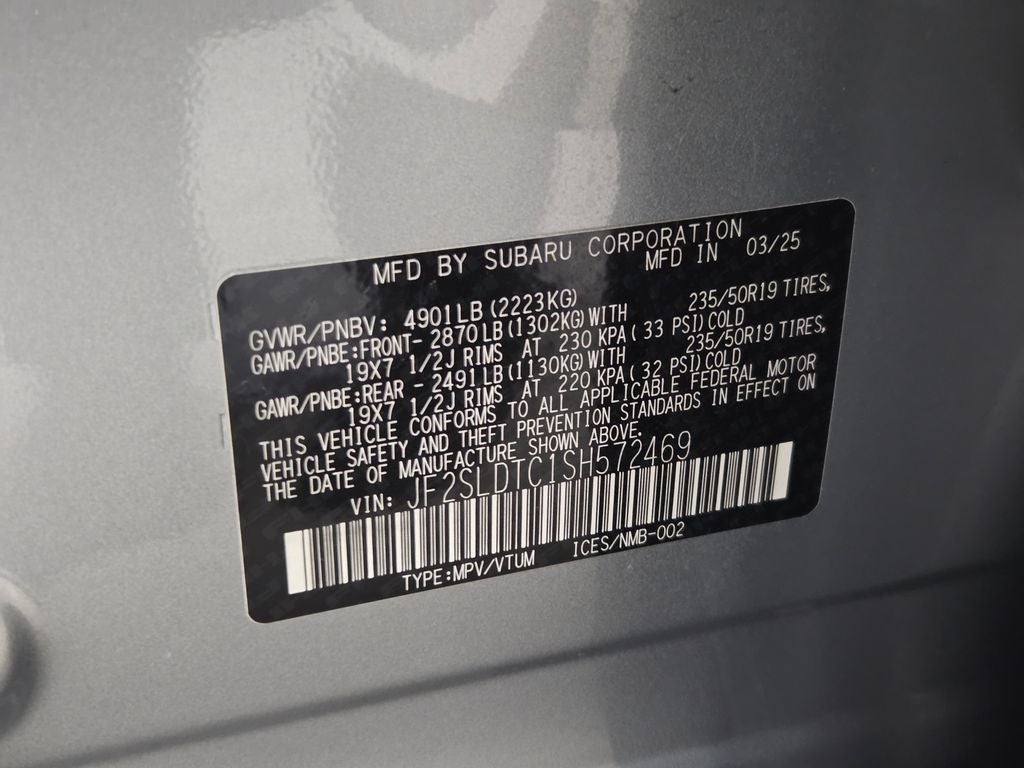 MFD BY SUBARU CORPORATION
MFD IN 03/25
GVWR/PNBV: 4901LB(2223KG)
GAWR/PNBE:FRONT- 2870LB(1302KG)WITH 235/50R19 TIRES,
19X7 1/2J RIMS AT 230 KPA( 33 PSI)COLD
GAWR/PNBE:REAR - 2491LB(1130KG)WITH 235/50R19 TIRES,
19X7 1/2J RIMS AT 220 KPA( 32 PSI)COLD
THIS VEHICLE CONFORMS TO ALL APPLICABLE FEDERAL MOTOR
VEHICLE SAFETY AND THEFT PREVENTION STANDARDS IN EFFECT ON
THE DATE OF MANUFACTURE SHOWN ABOVE.
VIN: JF2SLDTC1SH572469
TYPE:MPV/VTUM ICES/NMB-002